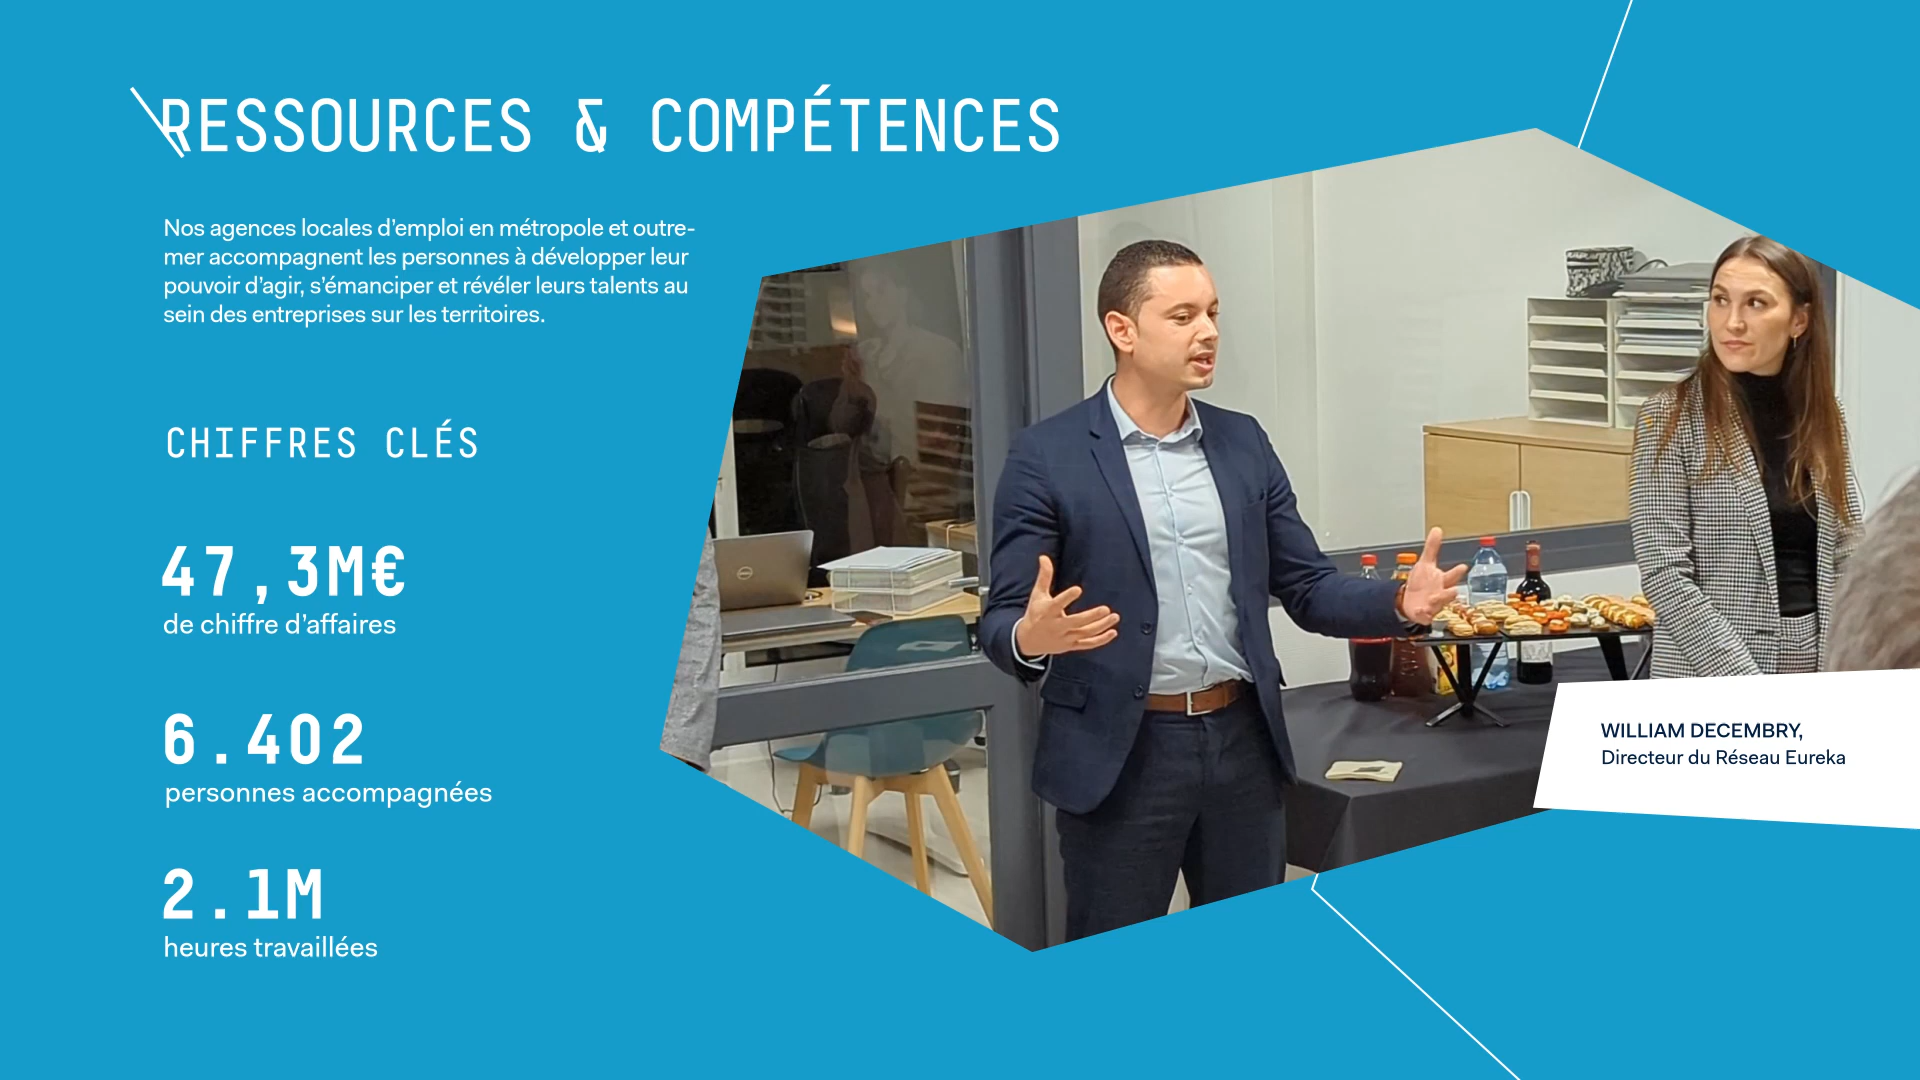 RESSOURCES & COMPÉTENCES
Nos agences locales d’emploi en métropole et outre-
mer accompagnent les personnes à développer leur
pouvoir d’agir, s’émanciper et révéler leurs talents au
sein des entreprises sur les territoires.
CHIFFRES CLÉS
47,3M€
de chiffre d’affaires
6.402
personnes accompagnées
2.1M
heures travaillées
WILLIAM DECEMBRY,
Directeur du Réseau Eureka